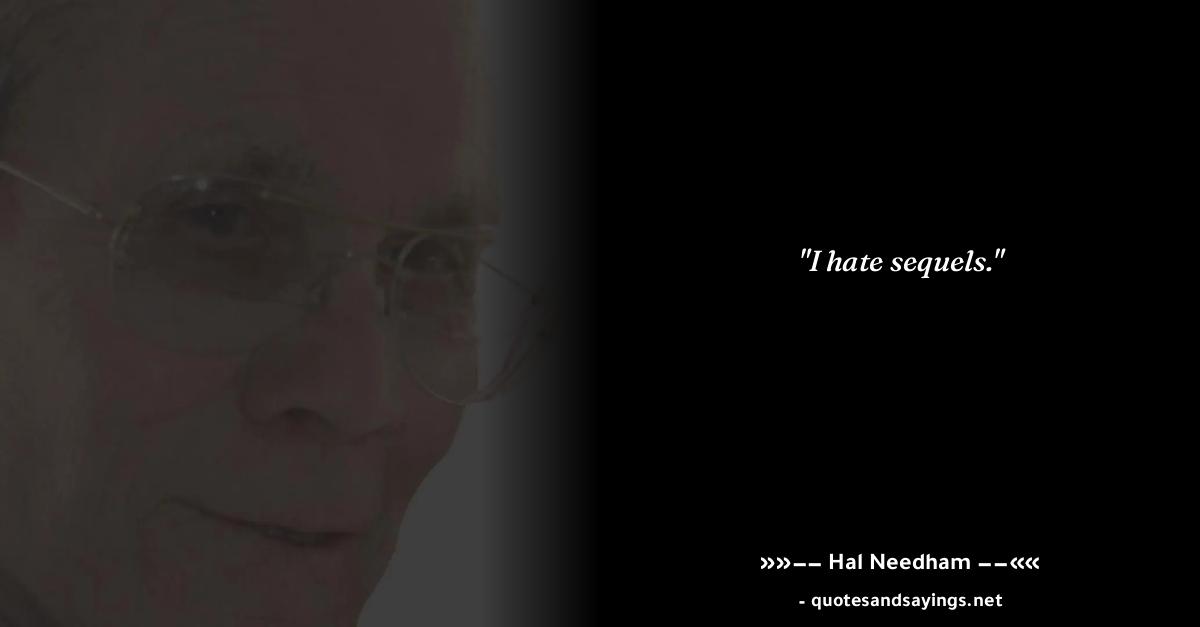 "I hate sequels."
»»−− Hal Needham −−««
- quotesandsayings.net